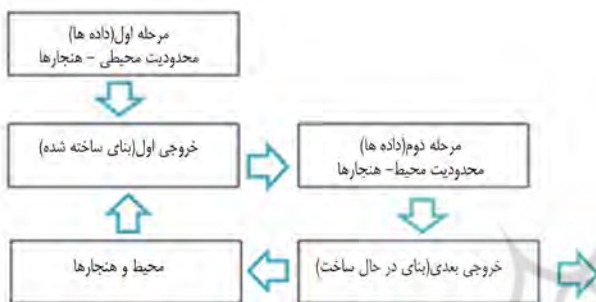 مرحله اول(داده ها)
محدودیت محیطی - هنجارها
خروجی اول(بنای ساخته شده)
مرحله دوم(داده ها)
محدودیت محیط- هنجارها
خروجی بعدی(بنای در حال ساخت)
محیط و هنجارها